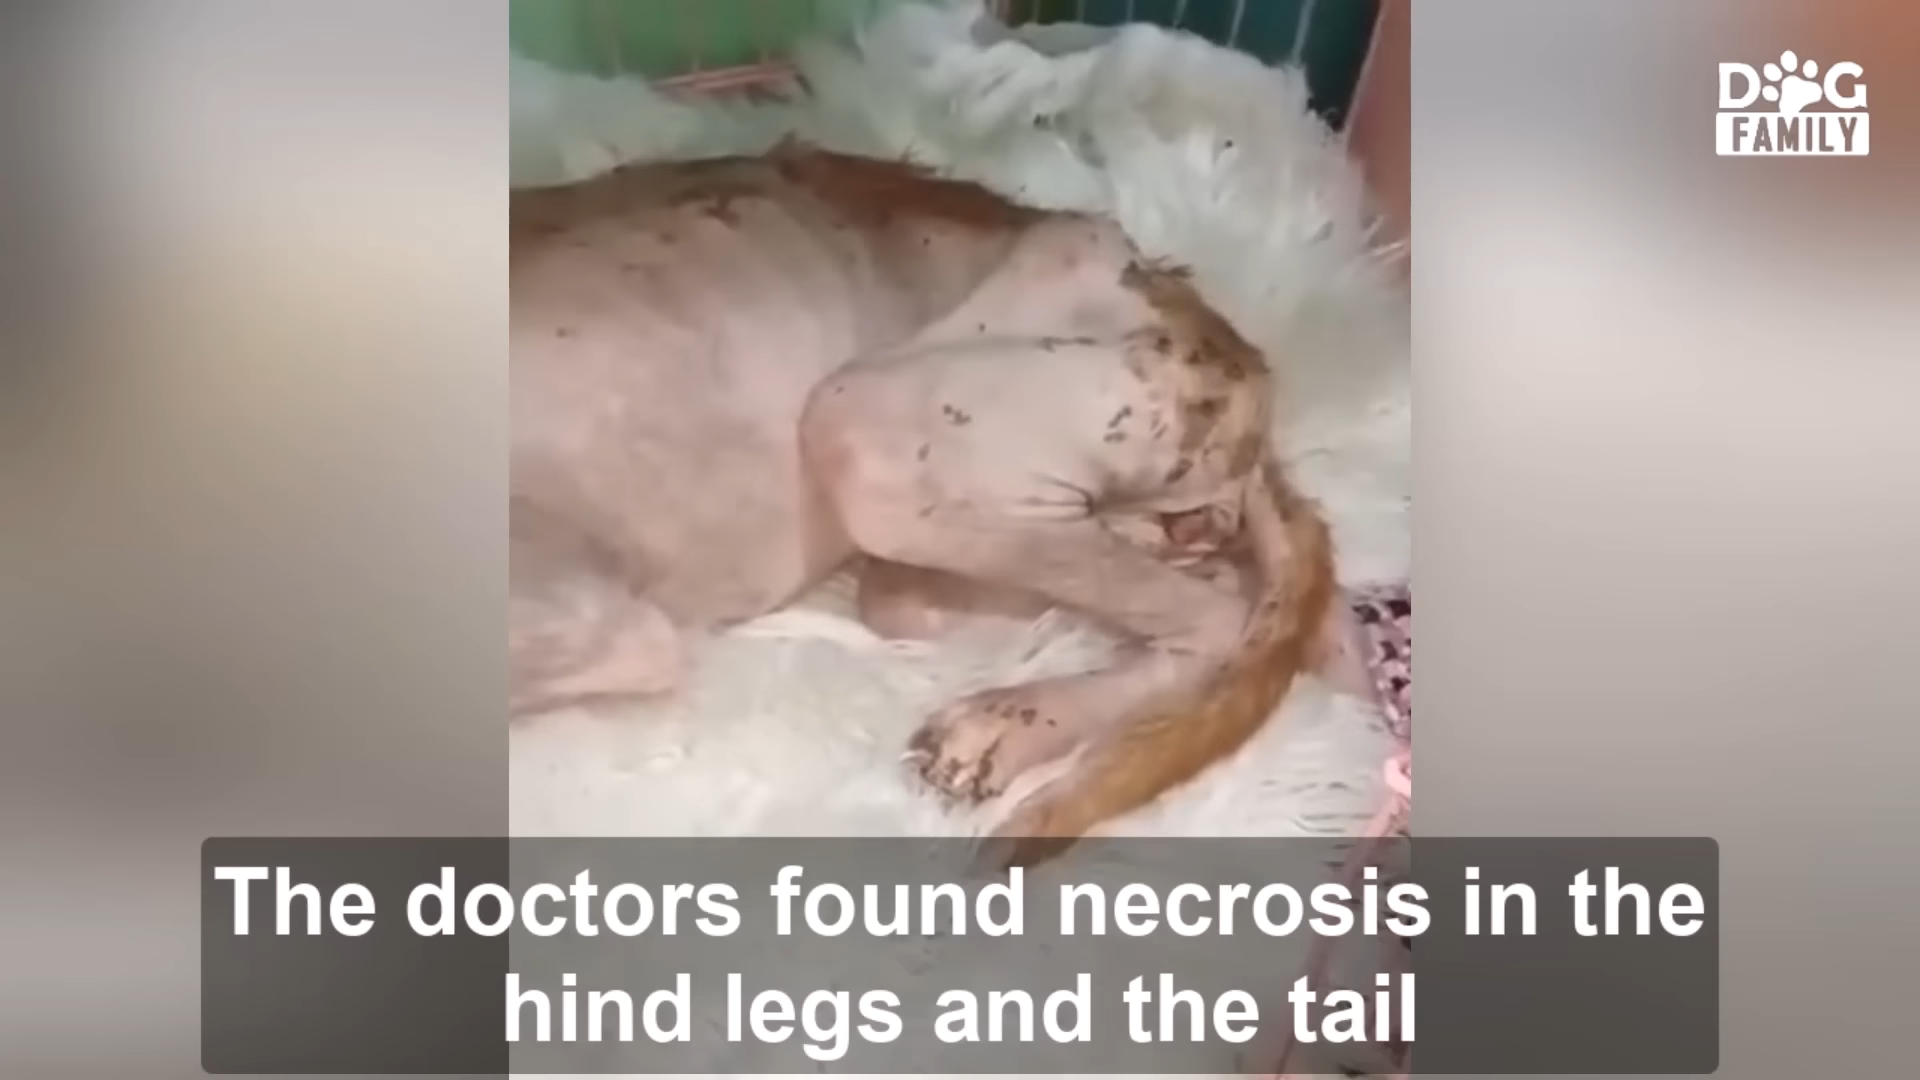 DOG
FAMILY
The doctors found necrosis in the
hind legs and the tail